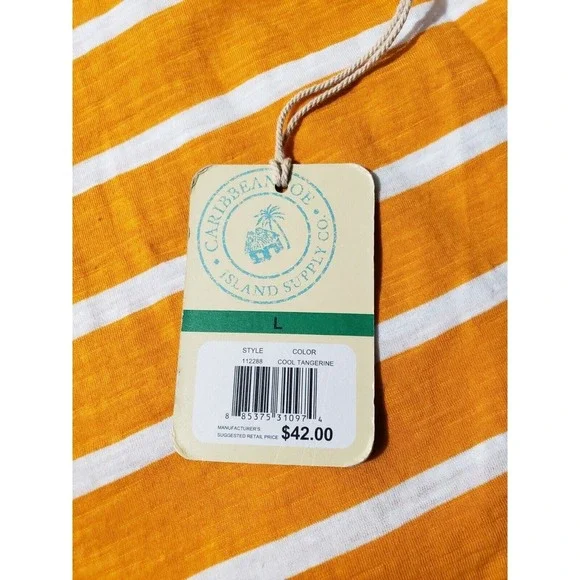 CARIBBEAN JOE
ISLAND SUPPLY CO.
L
STYLE COLOR
112288 COOL TANGERINE
8 85375 31097 4
MANUFACTURER'S
SUGGESTED RETAIL PRICE $42.00